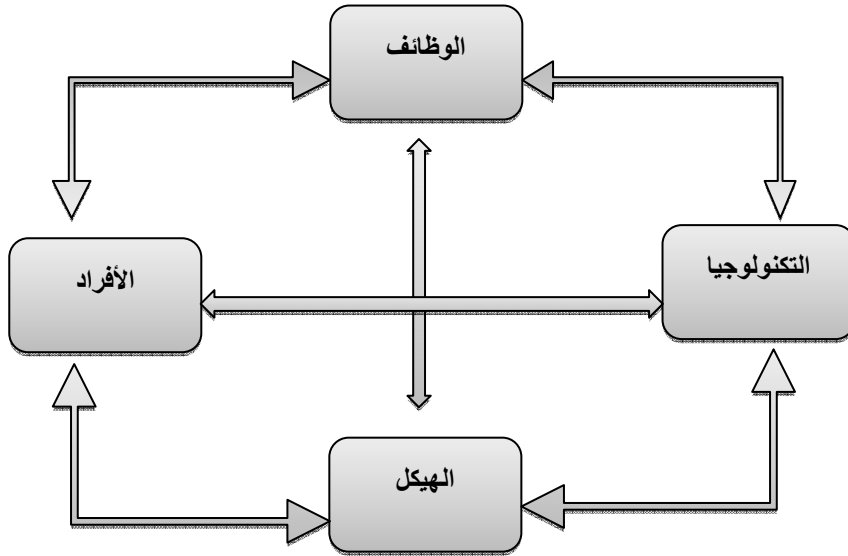 الوظائف
التكنولوجيا
الأفراد
الهيكل